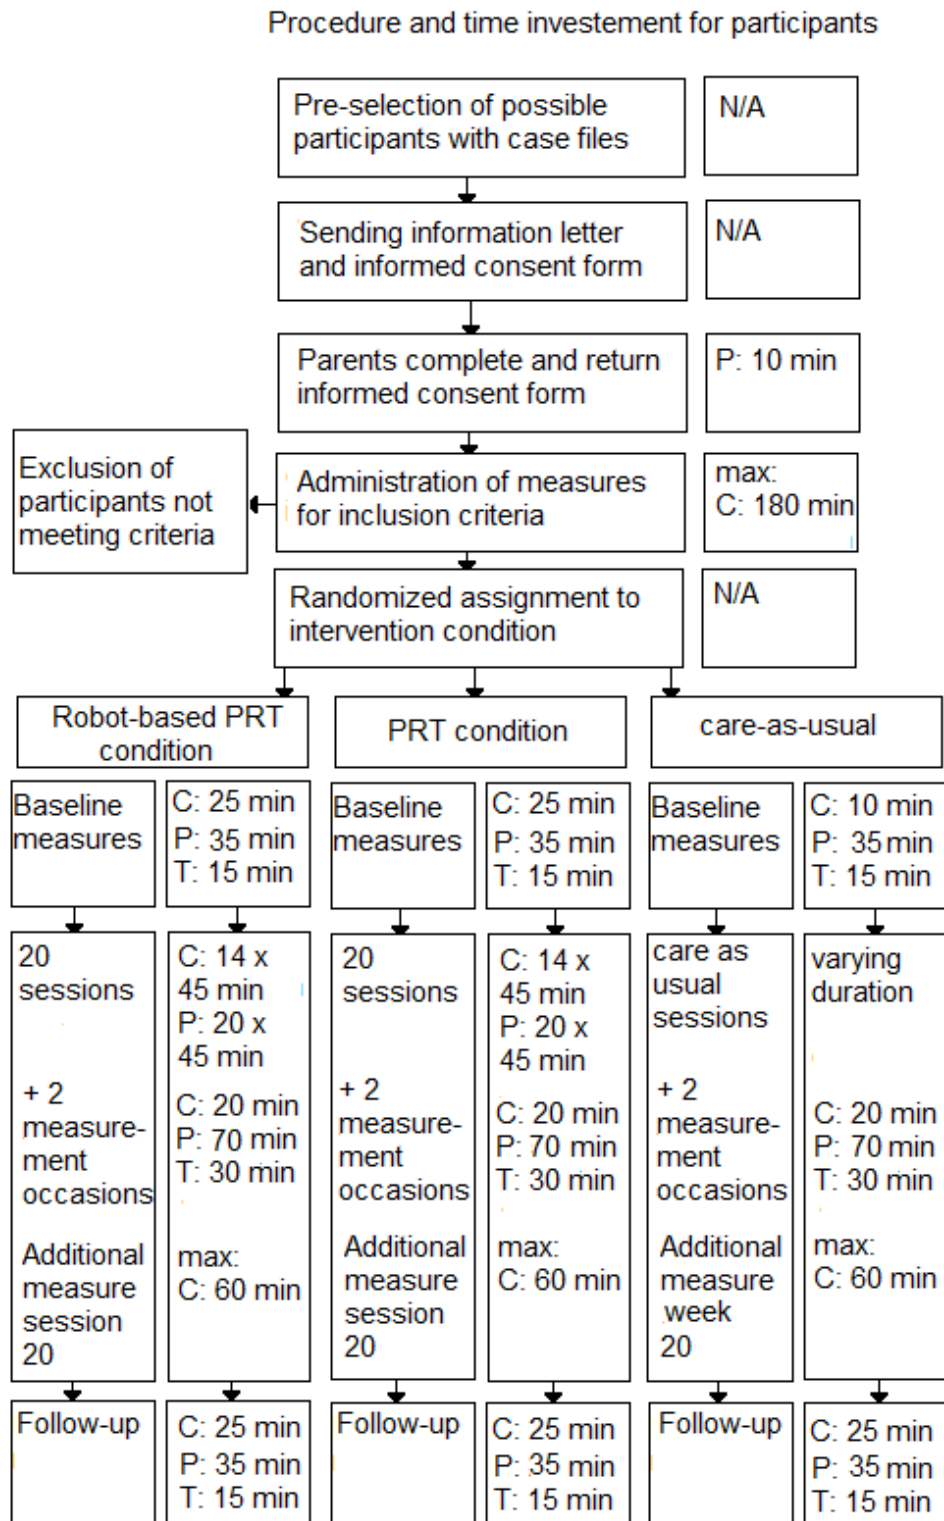 Procedure and time investement for participants
Pre-selection of possible
participants with case files
N/A
Sending information letter
and informed consent form
N/A
Parents complete and return
informed consent form
P: 10 min
Exclusion of
participants not
meeting criteria
Administration of measures
for inclusion criteria
max:
C: 180 min
Randomized assignment to
intervention condition
N/A
Robot-based PRT
condition
PRT condition
care-as-usual
Baseline
measures
C: 25 min
P: 35 min
T: 15 min
Baseline
measures
C: 25 min
P: 35 min
T: 15 min
Baseline
measures
C: 10 min
P: 35 min
T: 15 min
20
sessions
+ 2
measure-
ment
occasions
Additional
measure
session
20
C: 14 x
45 min
P: 20 x
45 min
C: 20 min
P: 70 min
T: 30 min
max:
C: 60 min
20
sessions
+ 2
measure-
ment
occasions
Additional
measure
session
20
C: 14 x
45 min
P: 20 x
45 min
C: 20 min
P: 70 min
T: 30 min
max:
C: 60 min
care as
usual
sessions
+ 2
measure-
ment
occasions
Additional
measure
week
20
varying
duration
C: 20 min
P: 70 min
T: 30 min
max:
C: 60 min
Follow-up
C: 25 min
P: 35 min
T: 15 min
Follow-up
C: 25 min
P: 35 min
T: 15 min
Follow-up
C: 25 min
P: 35 min
T: 15 min